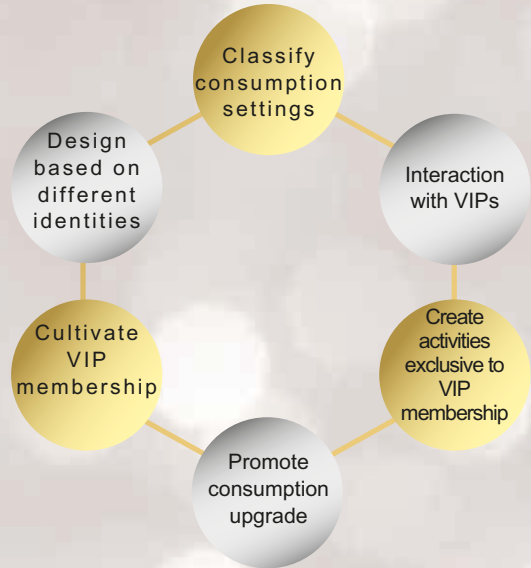 Classify
consumption
settings
Design
based on
different
identities
Interaction
with VIPs
Cultivate
VIP
membership
Create
activities
exclusive to
VIP
membership
Promote
consumption
upgrade